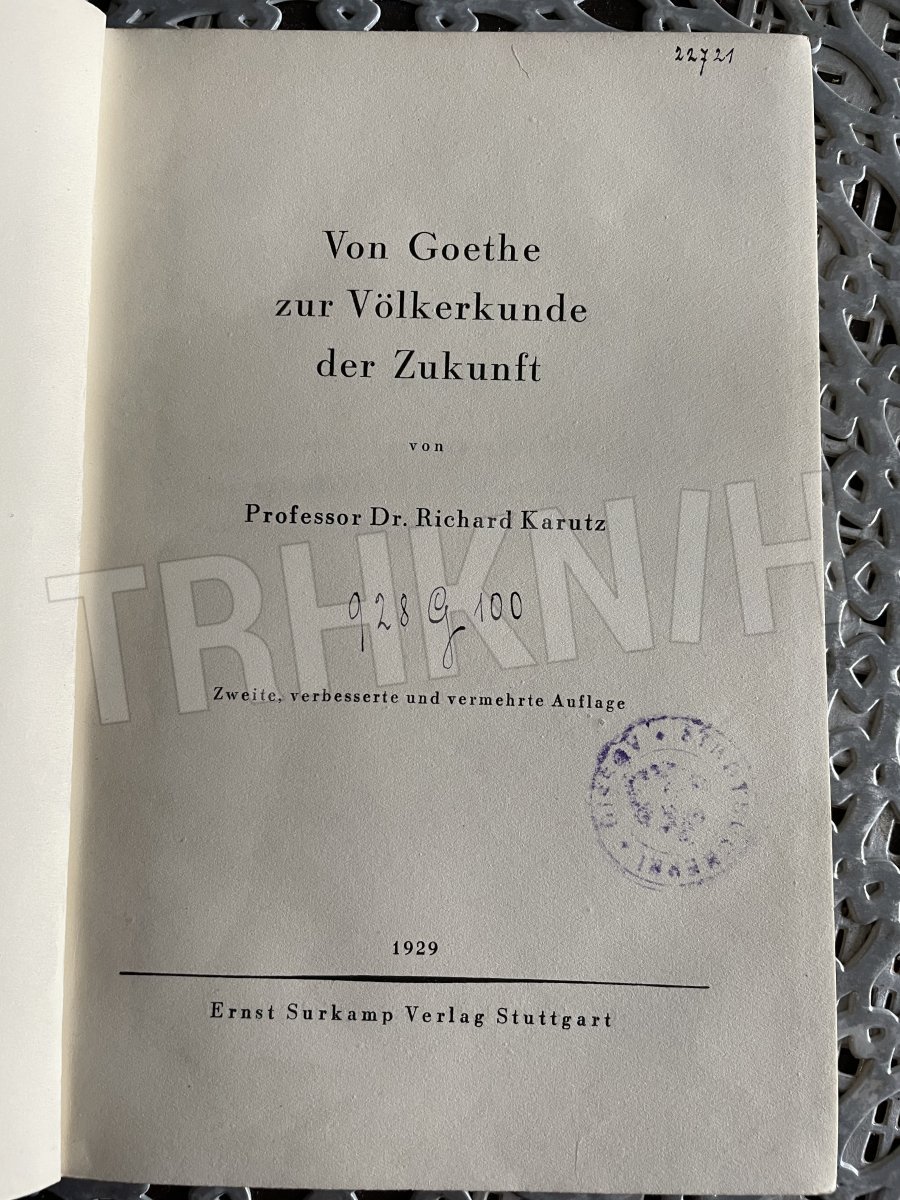 22721
Von Goethe
zur Völkerkunde
der Zukunft
von
Professor Dr. Richard Karutz
TRHKNIH
928 G 100
Zweite, verbesserte und vermehrte Auflage
1929
Ernst Surkamp Verlag Stuttgart